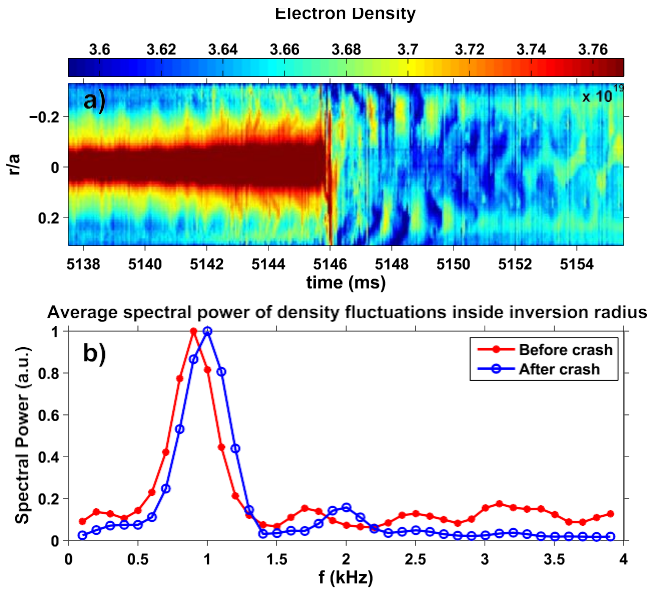 Electron Density
3.6 3.62 3.64 3.66 3.68 3.7 3.72 3.74 3.76
a)
x 10^19
−0.2
0
0.2
r/a
5138 5140 5142 5144 5146 5148 5150 5152 5154
time (ms)
Average spectral power of density fluctuations inside inversion radius
b)
Before crash
After crash
1
0.8
0.6
0.4
0.2
0
Spectral Power (a.u.)
0 0.5 1 1.5 2 2.5 3 3.5 4
f (kHz)